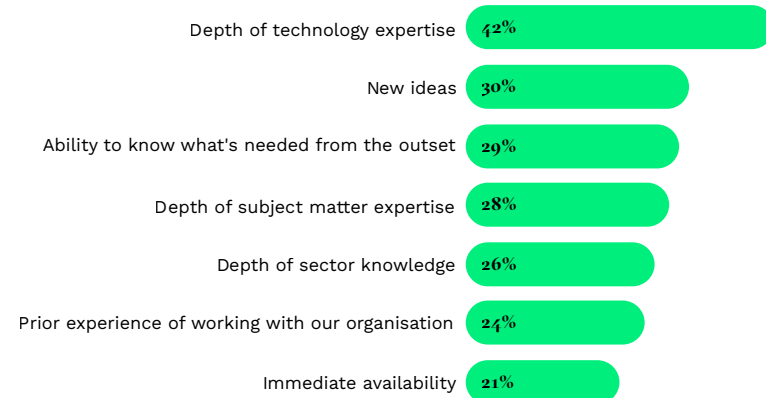 Depth of technology expertise 42%
New ideas 30%
Ability to know what's needed from the outset 29%
Depth of subject matter expertise 28%
Depth of sector knowledge 26%
Prior experience of working with our organisation 24%
Immediate availability 21%